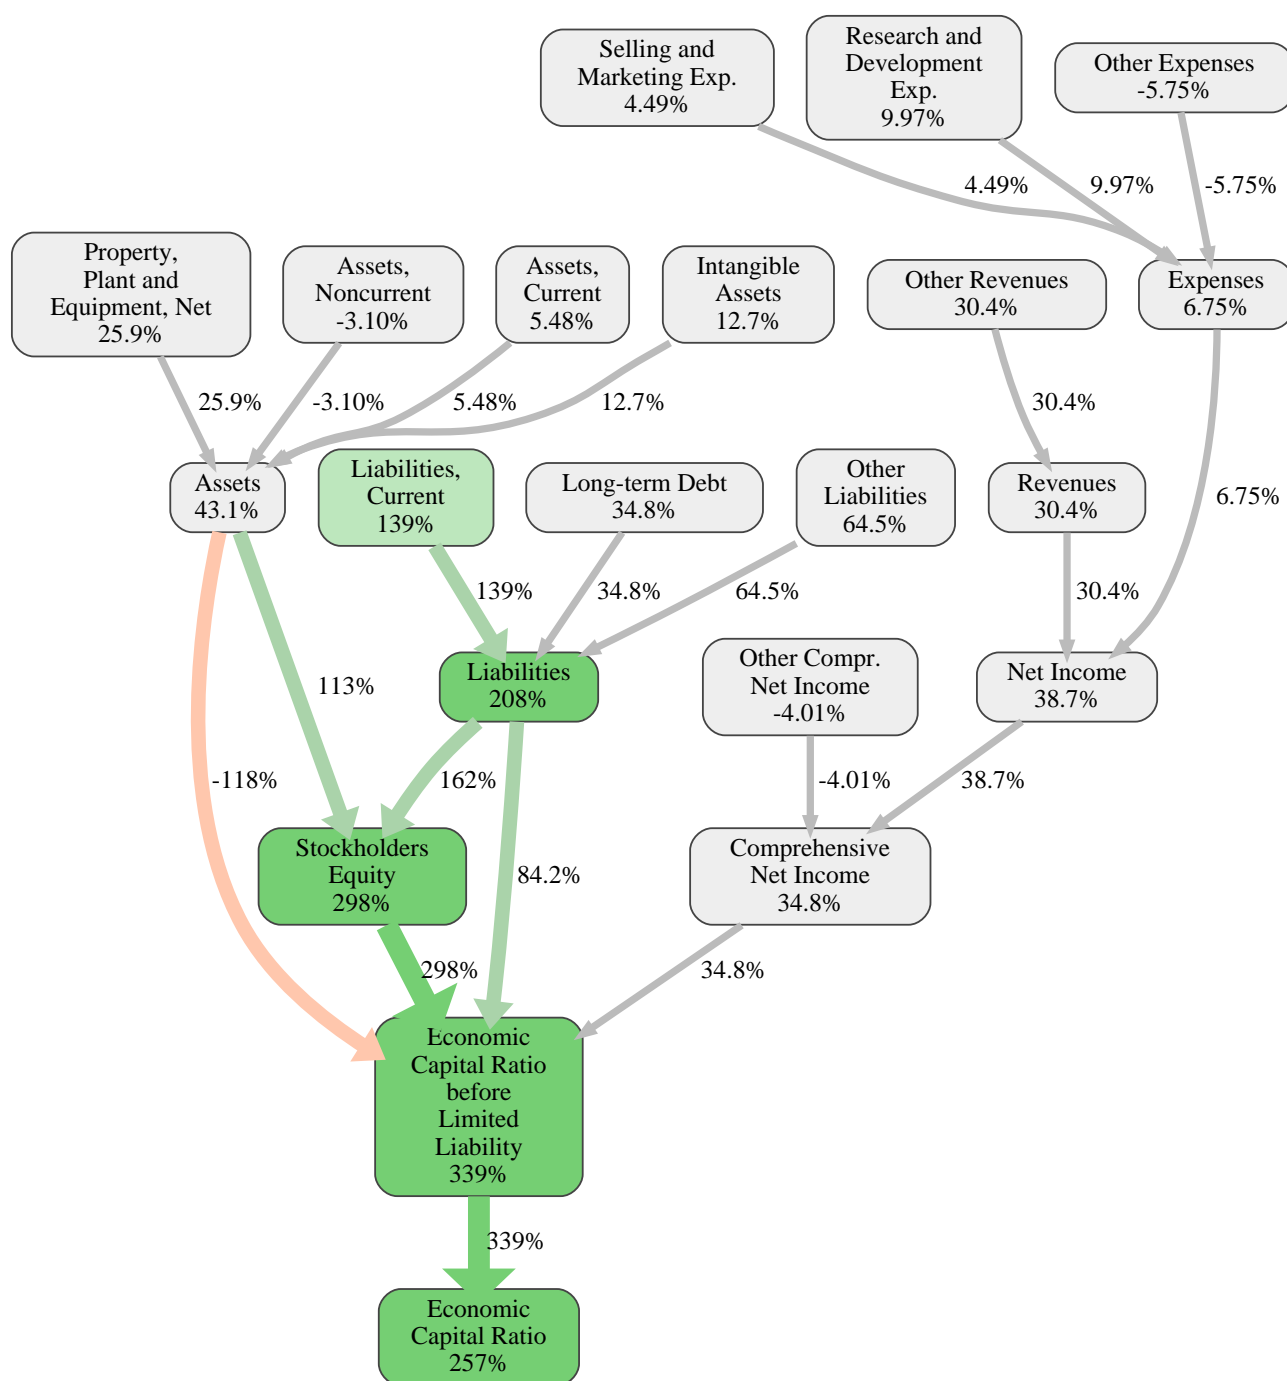 Selling and
Marketing Exp.
4.49%
Research and
Development
Exp.
9.97%
Other Expenses
-5.75%
4.49%
9.97%
-5.75%
Property,
Plant and
Equipment, Net
25.9%
Assets,
Noncurrent
-3.10%
Assets,
Current
5.48%
Intangible
Assets
12.7%
Other Revenues
30.4%
Expenses
6.75%
25.9%
-3.10%
5.48%
12.7%
30.4%
6.75%
Assets
43.1%
Liabilities,
Current
139%
Long-term Debt
34.8%
Other
Liabilities
64.5%
Revenues
30.4%
139%
34.8%
64.5%
30.4%
113%
Liabilities
208%
Other Compr.
Net Income
-4.01%
Net Income
38.7%
-118%
162%
-4.01%
38.7%
Stockholders
Equity
298%
84.2%
Comprehensive
Net Income
34.8%
298%
34.8%
Economic
Capital Ratio
before
Limited
Liability
339%
339%
Economic
Capital Ratio
257%